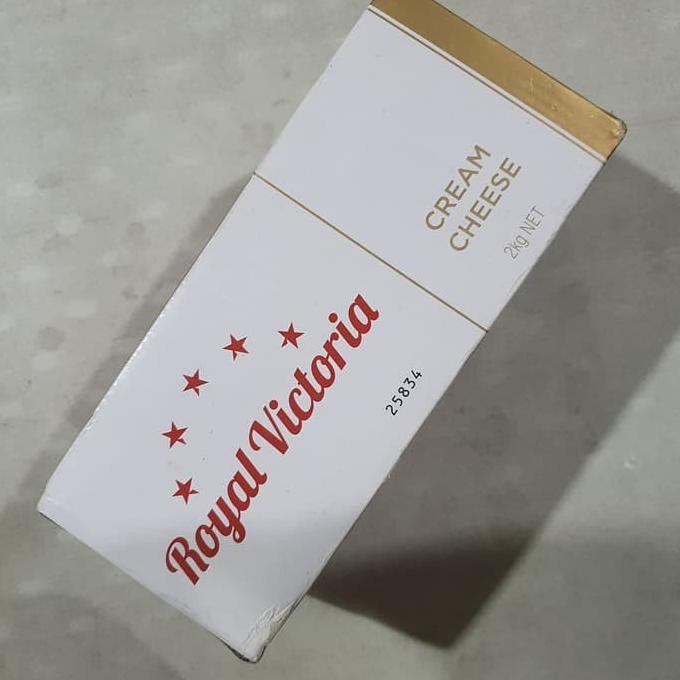 Royal Victoria
25834
CREAM
CHEESE
2kg NET